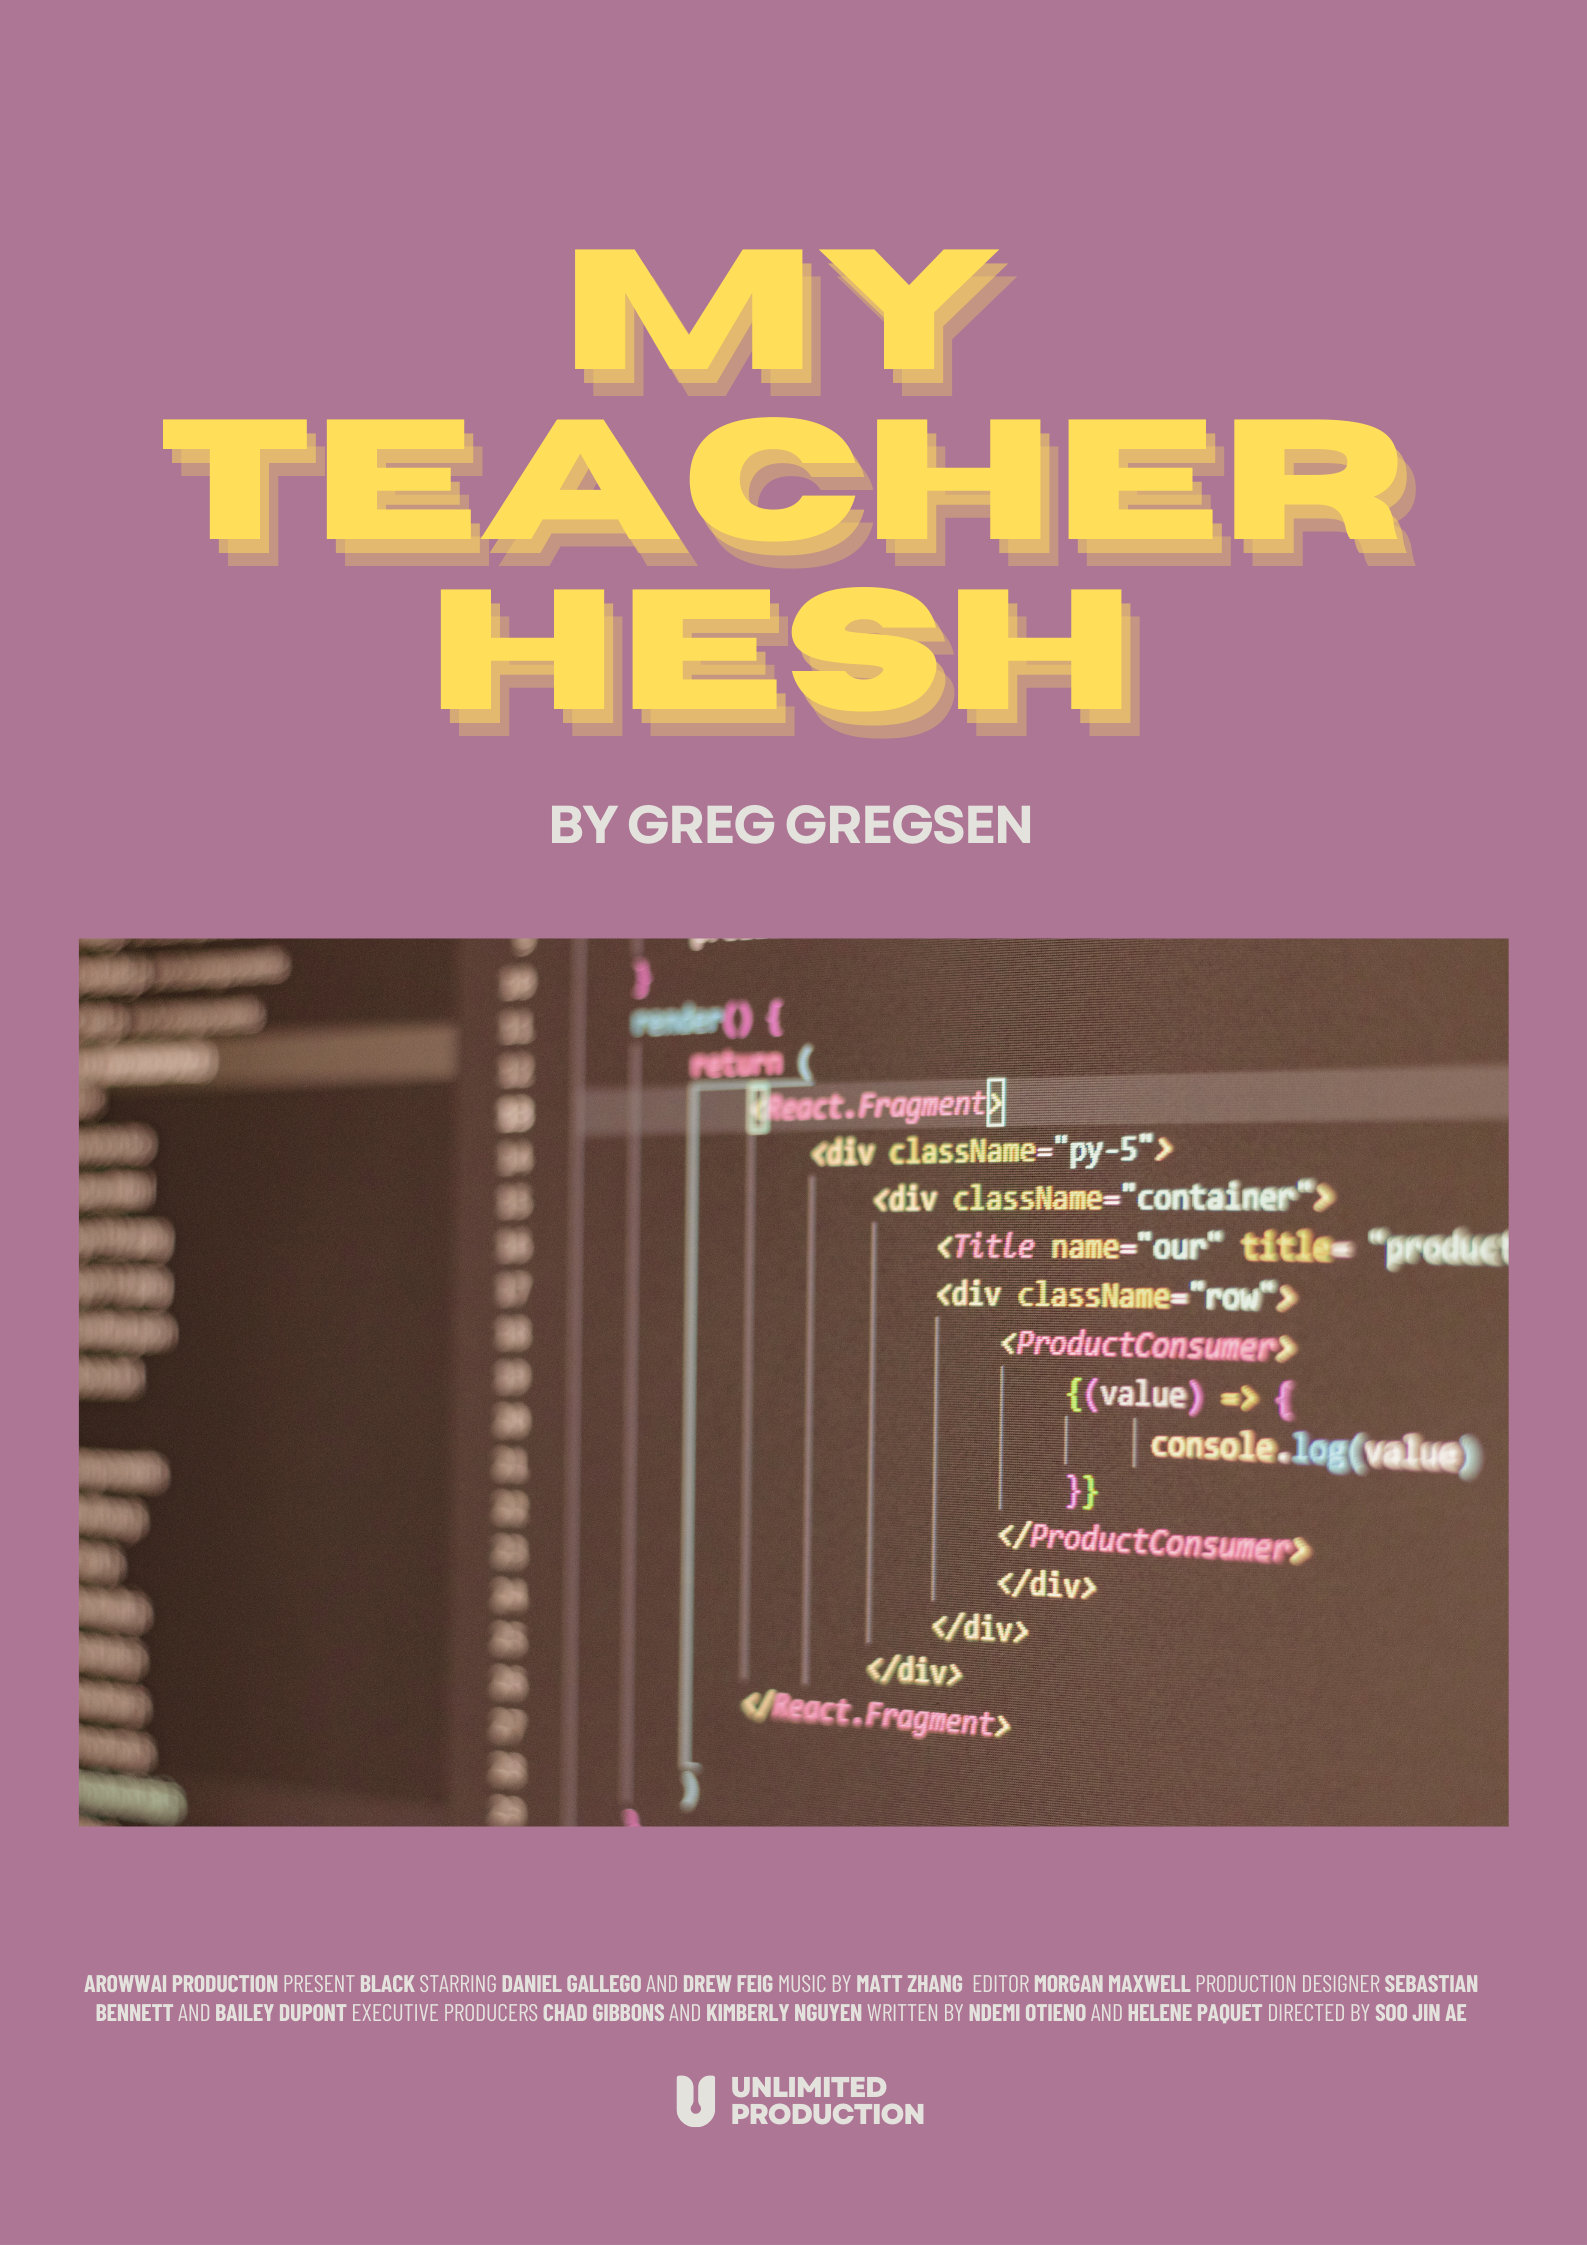 MY
TEACHER
HESH
BY GREG GREGSEN
}
render() {
return (
<React.Fragment>
<div className="py-5">
<div className="container">
<Title name="our" title= "product
<div className="row">
<ProductConsumer>
{(value) => {
console.log(value)
}}
</ProductConsumer>
</div>
</div>
</div>
</React.Fragment>
)
AROWWAI PRODUCTION PRESENT BLACK STARRING DANIEL GALLEGO AND DREW FEIG MUSIC BY MATT ZHANG EDITOR MORGAN MAXWELL PRODUCTION DESIGNER SEBASTIAN
BENNETT AND BAILEY DUPONT EXECUTIVE PRODUCERS CHAD GIBBONS AND KIMBERLY NGUYEN WRITTEN BY NDEMI OTIENO AND HELENE PAQUET DIRECTED BY SOO JIN AE
UNLIMITED
PRODUCTION